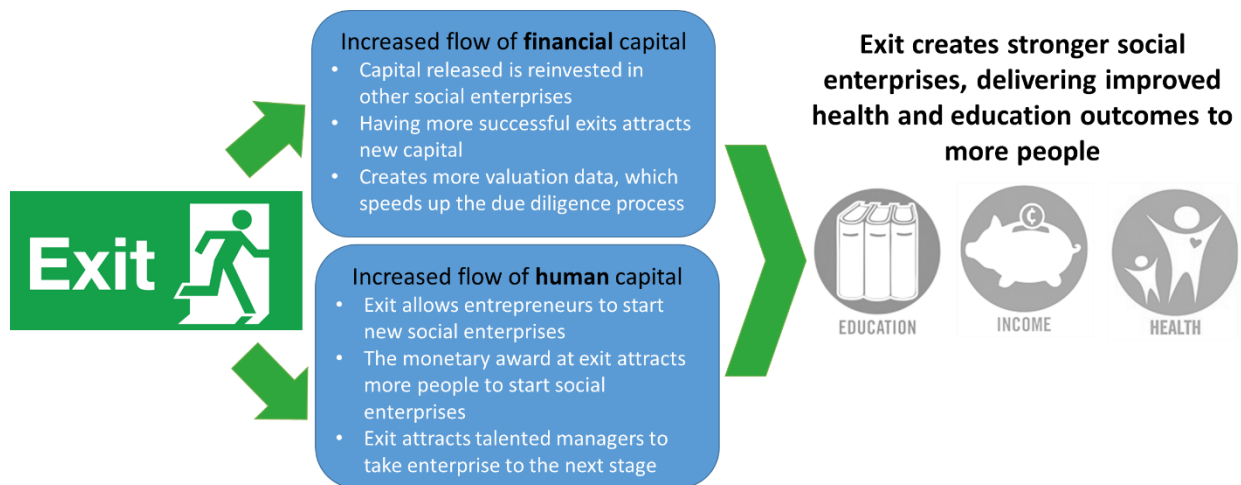 Exit
Increased flow of financial capital
• Capital released is reinvested in
other social enterprises
• Having more successful exits attracts
new capital
• Creates more valuation data, which
speeds up the due diligence process
Increased flow of human capital
• Exit allows entrepreneurs to start
new social enterprises
• The monetary award at exit attracts
more people to start social
enterprises
• Exit attracts talented managers to
take enterprise to the next stage
Exit creates stronger social
enterprises, delivering improved
health and education outcomes to
more people
¢
EDUCATION
INCOME
HEALTH